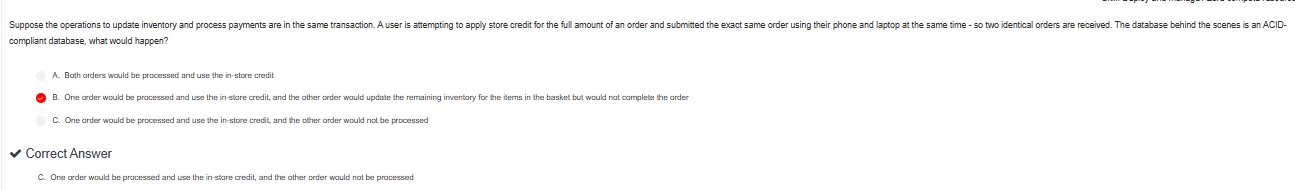 Suppose the operations to update inventory and process payments are in the same transaction. A user is attempting to apply store credit for the full amount of an order and submitted the exact same order using their phone and laptop at the same time - so two identical orders are received. The database behind the scenes is an ACID-
compliant database, what would happen?
A. Both orders would be processed and use the in-store credit
B. One order would be processed and use the in-store credit, and the other order would update the remaining inventory for the items in the basket but would not complete the order
C. One order would be processed and use the in-store credit, and the other order would not be processed
Correct Answer
C. One order would be processed and use the in-store credit, and the other order would not be processed